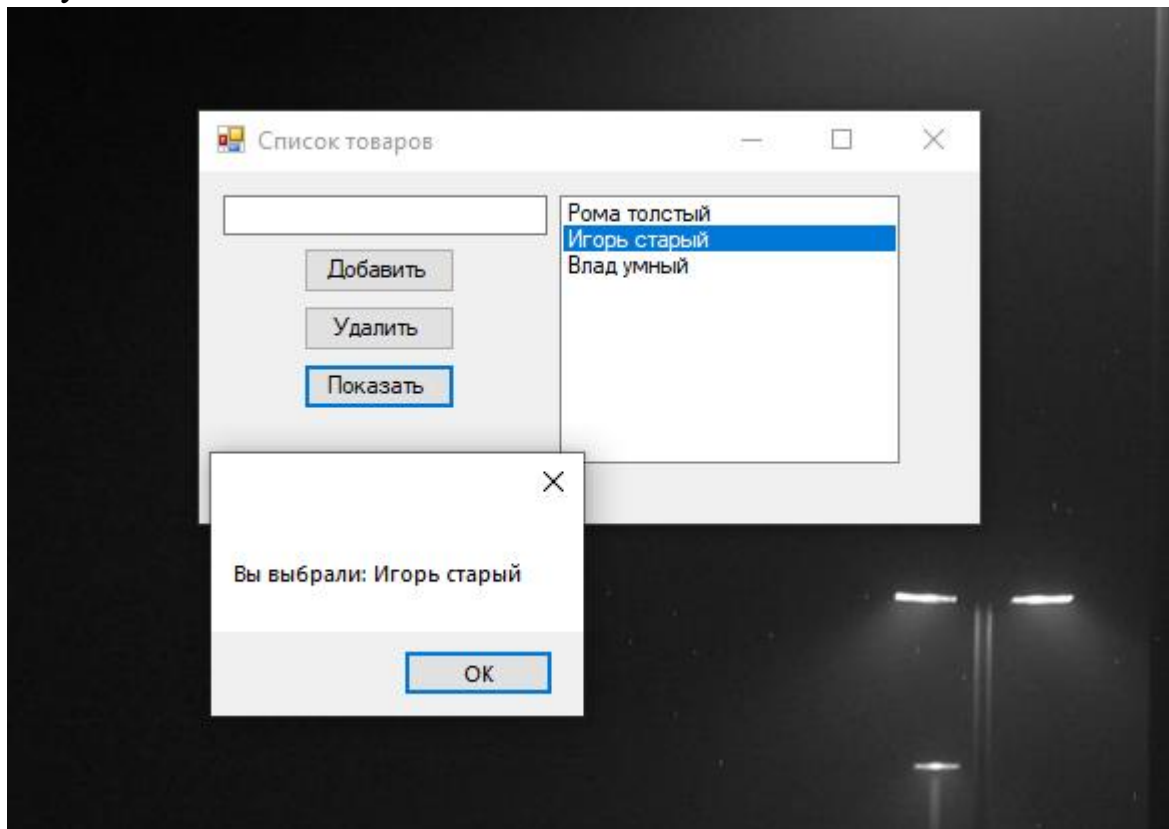 Список товаров
Рома толстый
Игорь старый
Влад умный
Добавить
Удалить
Показать
Вы выбрали: Игорь старый
OK